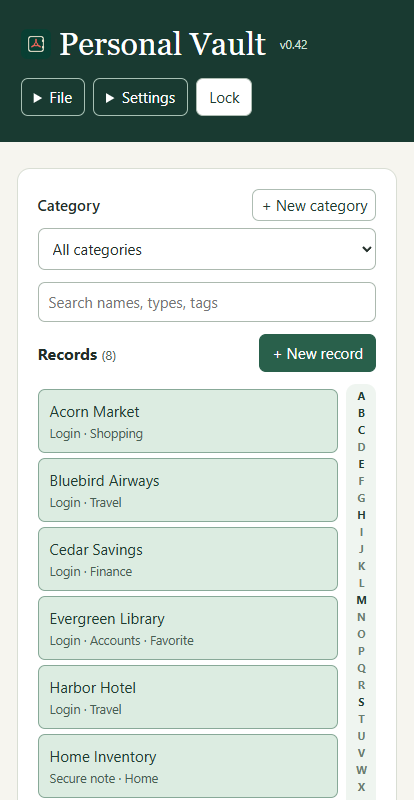 Personal Vault v0.42
▶ File ▶ Settings Lock
Category + New category
All categories
Search names, types, tags
Records (8) + New record
Acorn Market
Login · Shopping
Bluebird Airways
Login · Travel
Cedar Savings
Login · Finance
Evergreen Library
Login · Accounts · Favorite
Harbor Hotel
Login · Travel
Home Inventory
Secure note · Home
A
B
C
D
E
F
G
H
I
J
K
L
M
N
O
P
Q
R
S
T
U
V
W
X